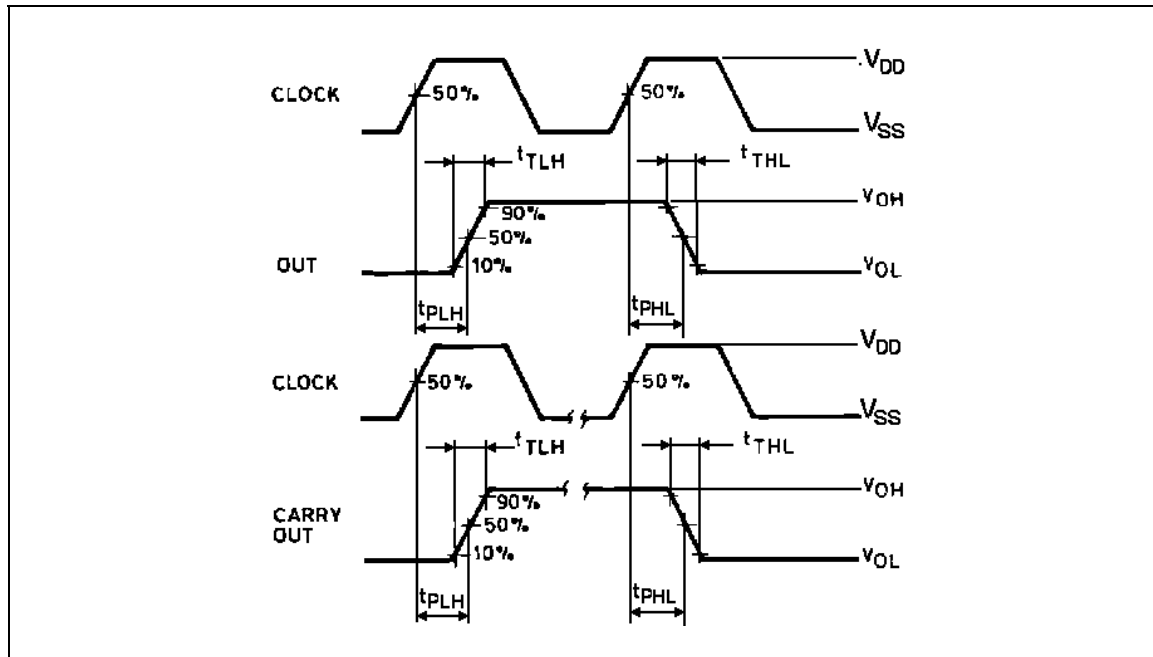 .VDD
CLOCK
50%
50%
VSS
tTLH
tTHL
VOH
90%
50%
OUT
10%
VOL
tPLH
tPHL
VDD
CLOCK
50%
50%
VSS
tTLH
tTHL
VOH
90%
CARRY
OUT
50%
10%
VOL
tPLH
tPHL